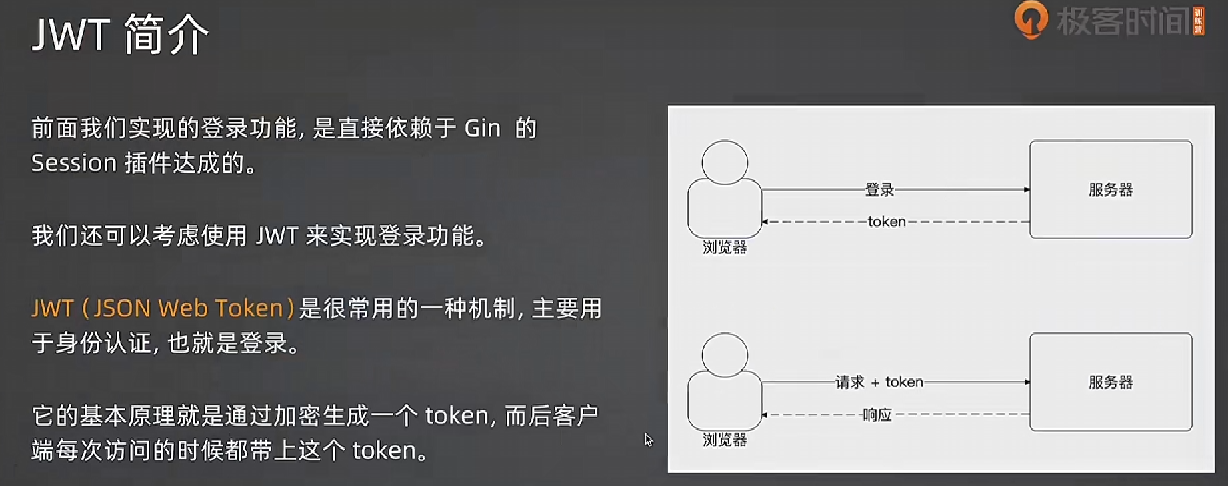 JWT 简介
极客时间
训练营
前面我们实现的登录功能, 是直接依赖于 Gin 的
Session 插件达成的。
我们还可以考虑使用 JWT 来实现登录功能。
JWT (JSON Web Token) 是很常用的一种机制, 主要用
于身份认证, 也就是登录。
它的基本原理就是通过加密生成一个 token, 而后客户
端每次访问的时候都带上这个 token。
登录
token
浏览器
服务器
请求 + token
响应
浏览器
服务器